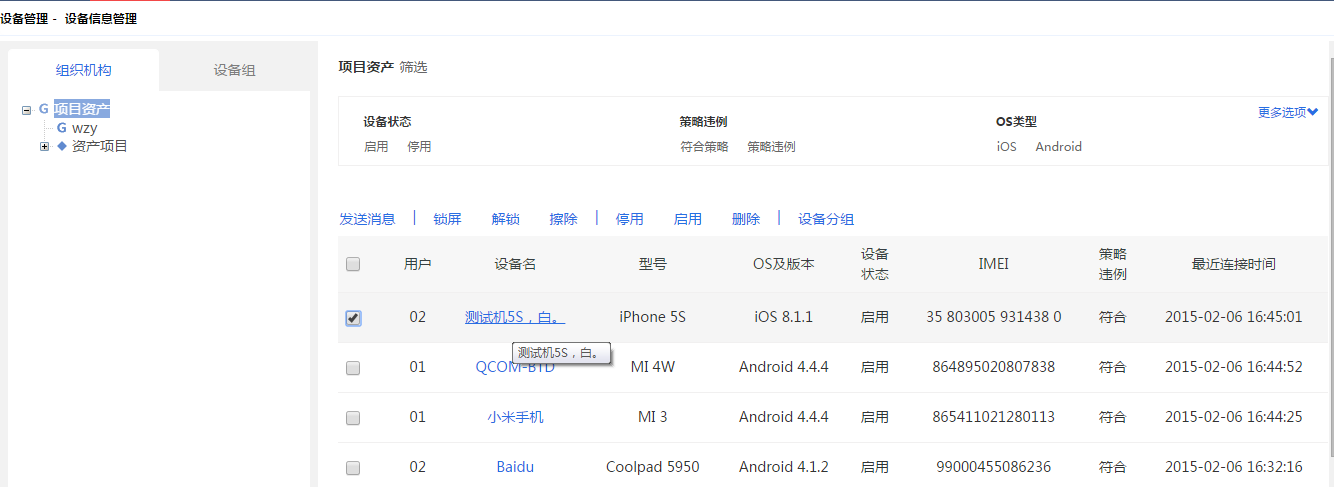 设备管理 - 设备信息管理
组织机构 设备组
G 项目资产
G wzy
资产项目
项目资产 筛选
设备状态 策略违例 OS类型 更多选项
启用 停用 符合策略 策略违例 iOS Android
发送消息 | 锁屏 解锁 擦除 | 停用 启用 删除 | 设备分组
用户 设备名 型号 OS及版本 设备状态 IMEI 策略违例 最近连接时间
02 测试机5S，白。 iPhone 5S iOS 8.1.1 启用 35 803005 931438 0 符合 2015-02-06 16:45:01
测试机5S，白。
01 QCOM-BTD MI 4W Android 4.4.4 启用 864895020807838 符合 2015-02-06 16:44:52
01 小米手机 MI 3 Android 4.4.4 启用 865411021280113 符合 2015-02-06 16:44:25
02 Baidu Coolpad 5950 Android 4.1.2 启用 99000455086236 符合 2015-02-06 16:32:16